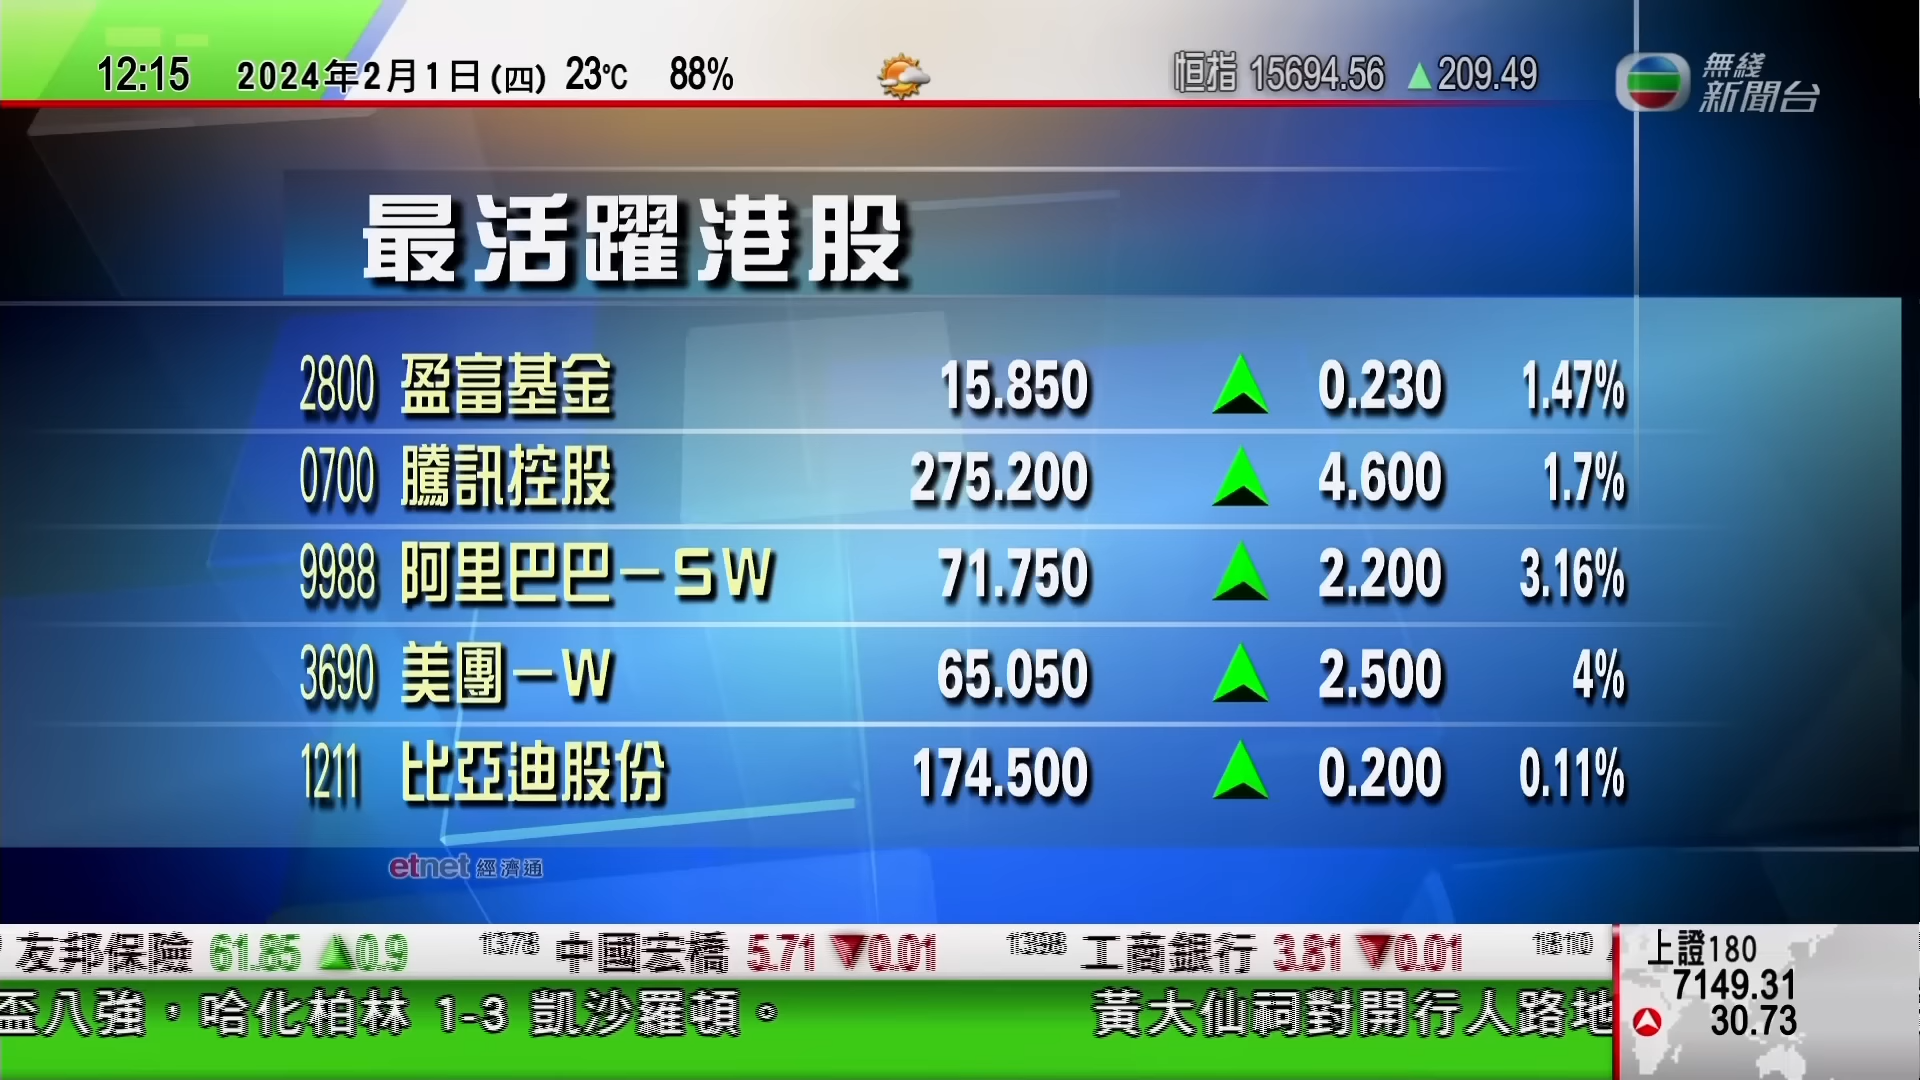 12:15 2024年2月1日(四) 23℃ 88% 恒指 15694.56 ▲209.49
無綫
新聞台
最活躍港股
2800 盈富基金 15.850 ▲ 0.230 1.47%
0700 騰訊控股 275.200 ▲ 4.600 1.7%
9988 阿里巴巴－SW 71.750 ▲ 2.200 3.16%
3690 美團－W 65.050 ▲ 2.500 4%
1211 比亞迪股份 174.500 ▲ 0.200 0.11%
etnet 經濟通
友邦保險 61.85 ▲0.9 1378 中國宏橋 5.71 ▼0.01 1398 工商銀行 3.81 ▼0.01 1810
盃八強，哈化柏林 1-3 凱沙羅頓。 黃大仙祠對開行人路地
上證180
7149.31
30.73